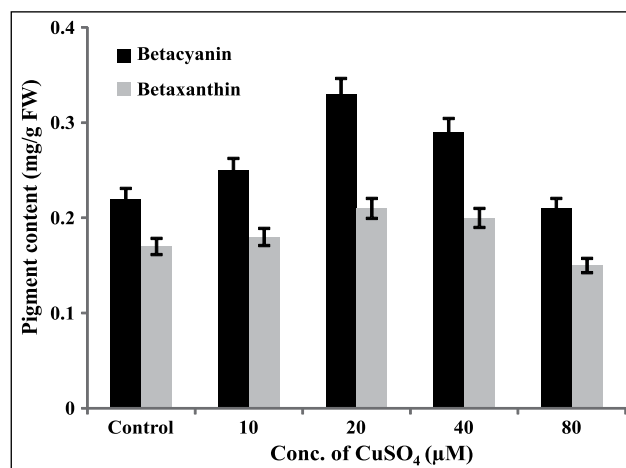 0.4
0.3
0.2
0.1
0
Pigment content (mg/g FW)
Betacyanin
Betaxanthin
Control 10 20 40 80
Conc. of CuSO₄ (µM)